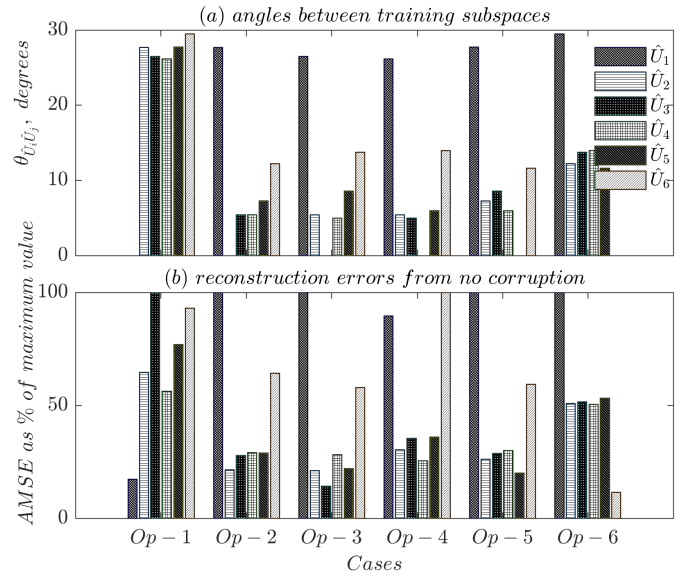 (a) angles between training subspaces
30
20
10
0
θ_{Û_iÛ_j}, degrees
Û_1
Û_2
Û_3
Û_4
Û_5
Û_6
(b) reconstruction errors from no corruption
100
50
0
AMSE as % of maximum value
Op − 1 Op − 2 Op − 3 Op − 4 Op − 5 Op − 6
Cases